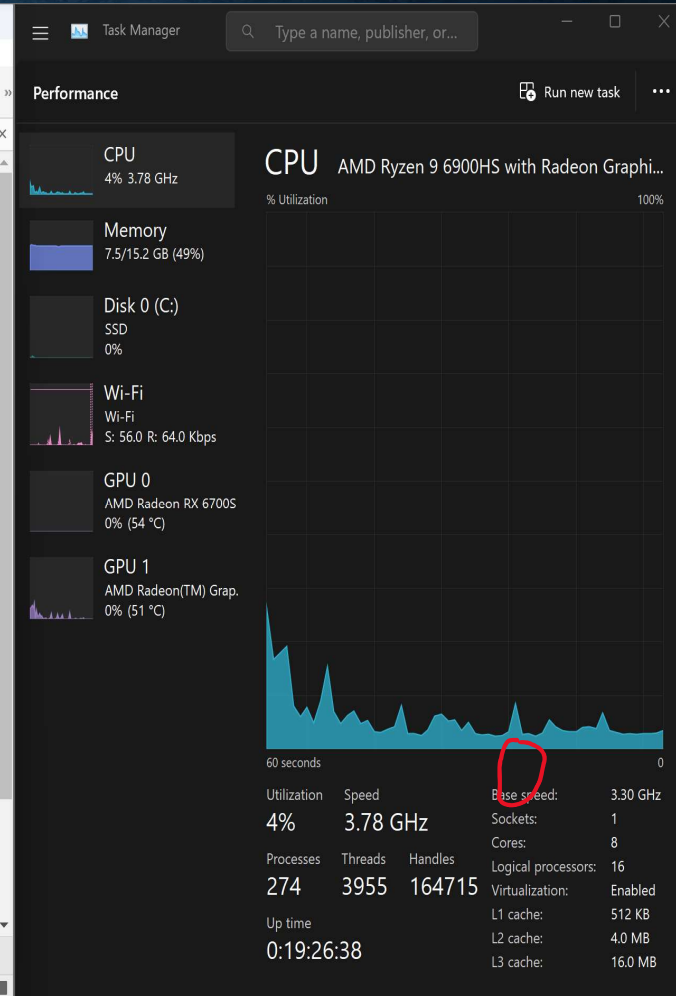 Task Manager
Type a name, publisher, or...
»
Performance
Run new task
CPU
4% 3.78 GHz
Memory
7.5/15.2 GB (49%)
Disk 0 (C:)
SSD
0%
Wi-Fi
Wi-Fi
S: 56.0 R: 64.0 Kbps
GPU 0
AMD Radeon RX 6700S
0% (54 °C)
GPU 1
AMD Radeon(TM) Grap.
0% (51 °C)
CPU AMD Ryzen 9 6900HS with Radeon Graphi...
% Utilization 100%
60 seconds 0
Utilization Speed
4% 3.78 GHz
Processes Threads Handles
274 3955 164715
Up time
0:19:26:38
Base speed: 3.30 GHz
Sockets: 1
Cores: 8
Logical processors: 16
Virtualization: Enabled
L1 cache: 512 KB
L2 cache: 4.0 MB
L3 cache: 16.0 MB